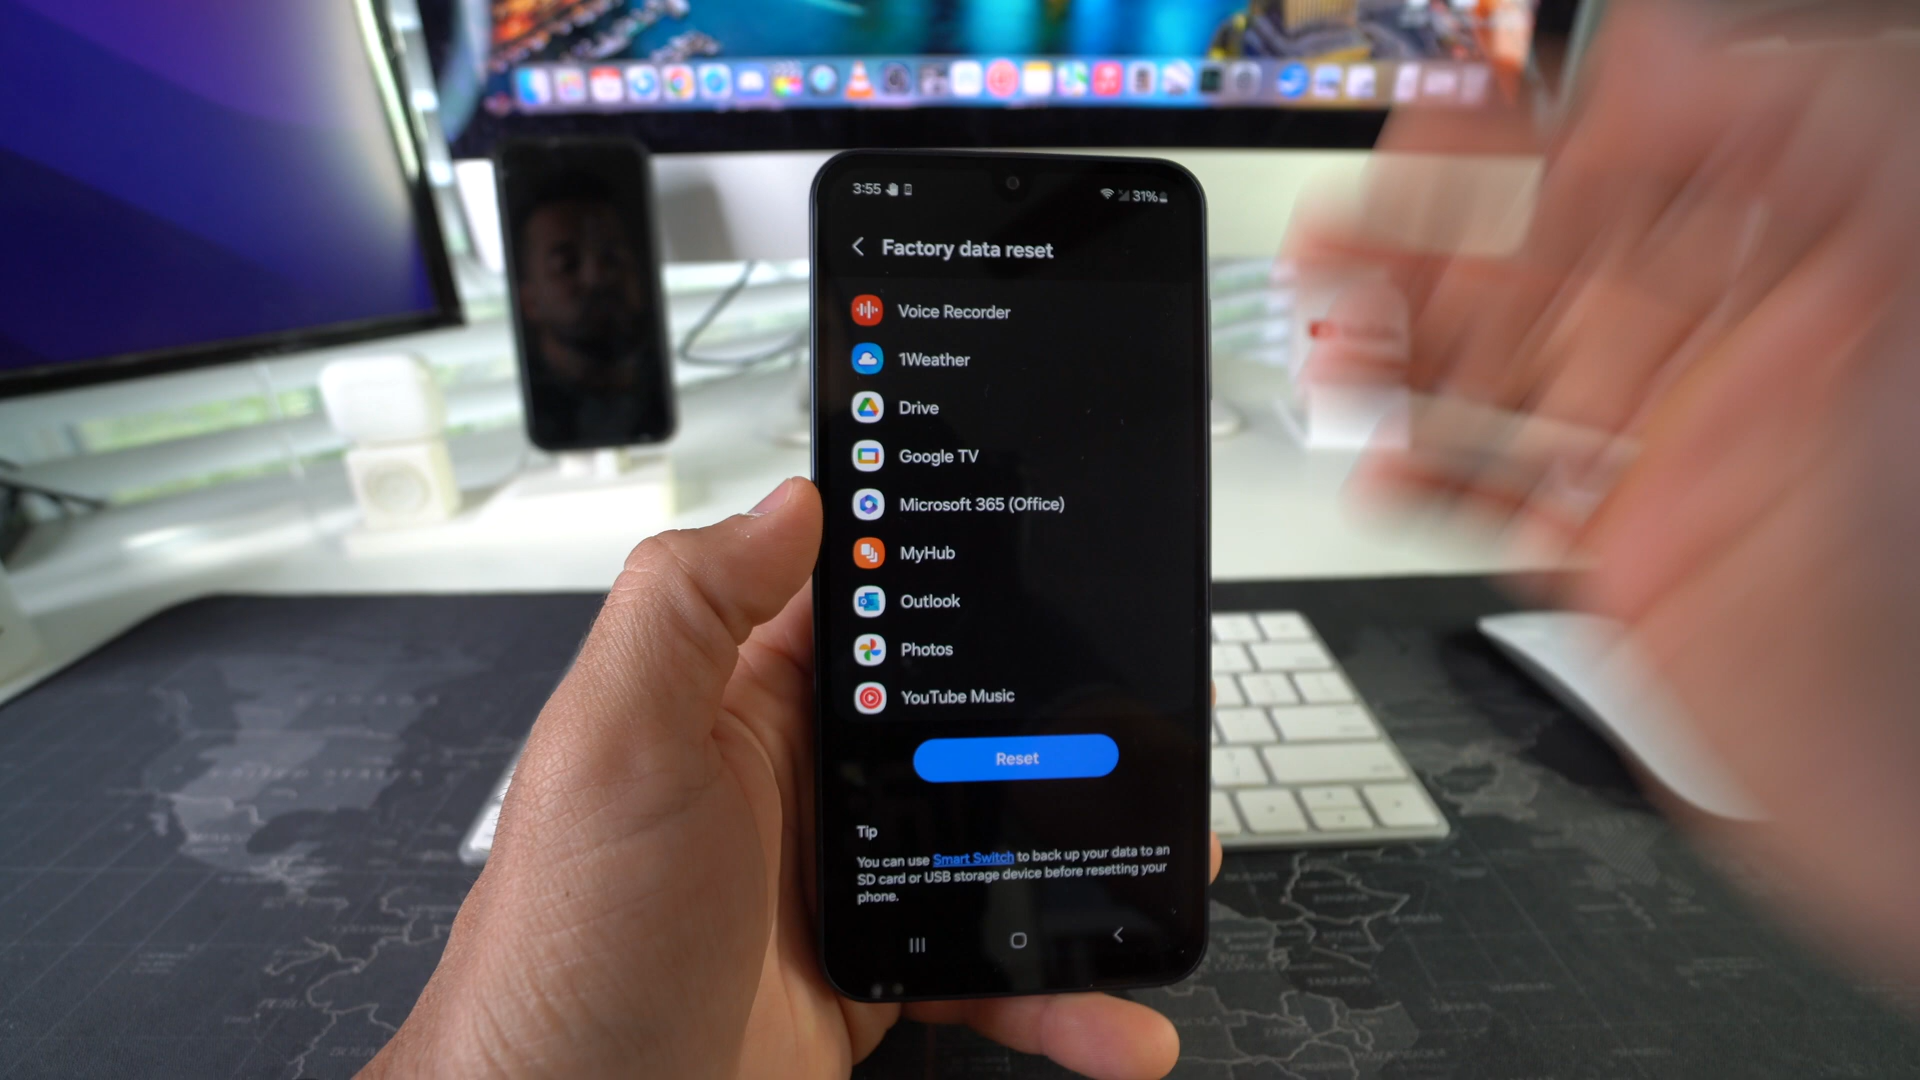 3:55
31%
Factory data reset
Voice Recorder
1Weather
Drive
Google TV
Microsoft 365 (Office)
MyHub
Outlook
Photos
YouTube Music
Reset
Tip
You can use Smart Switch to back up your data to an
SD card or USB storage device before resetting your
phone.